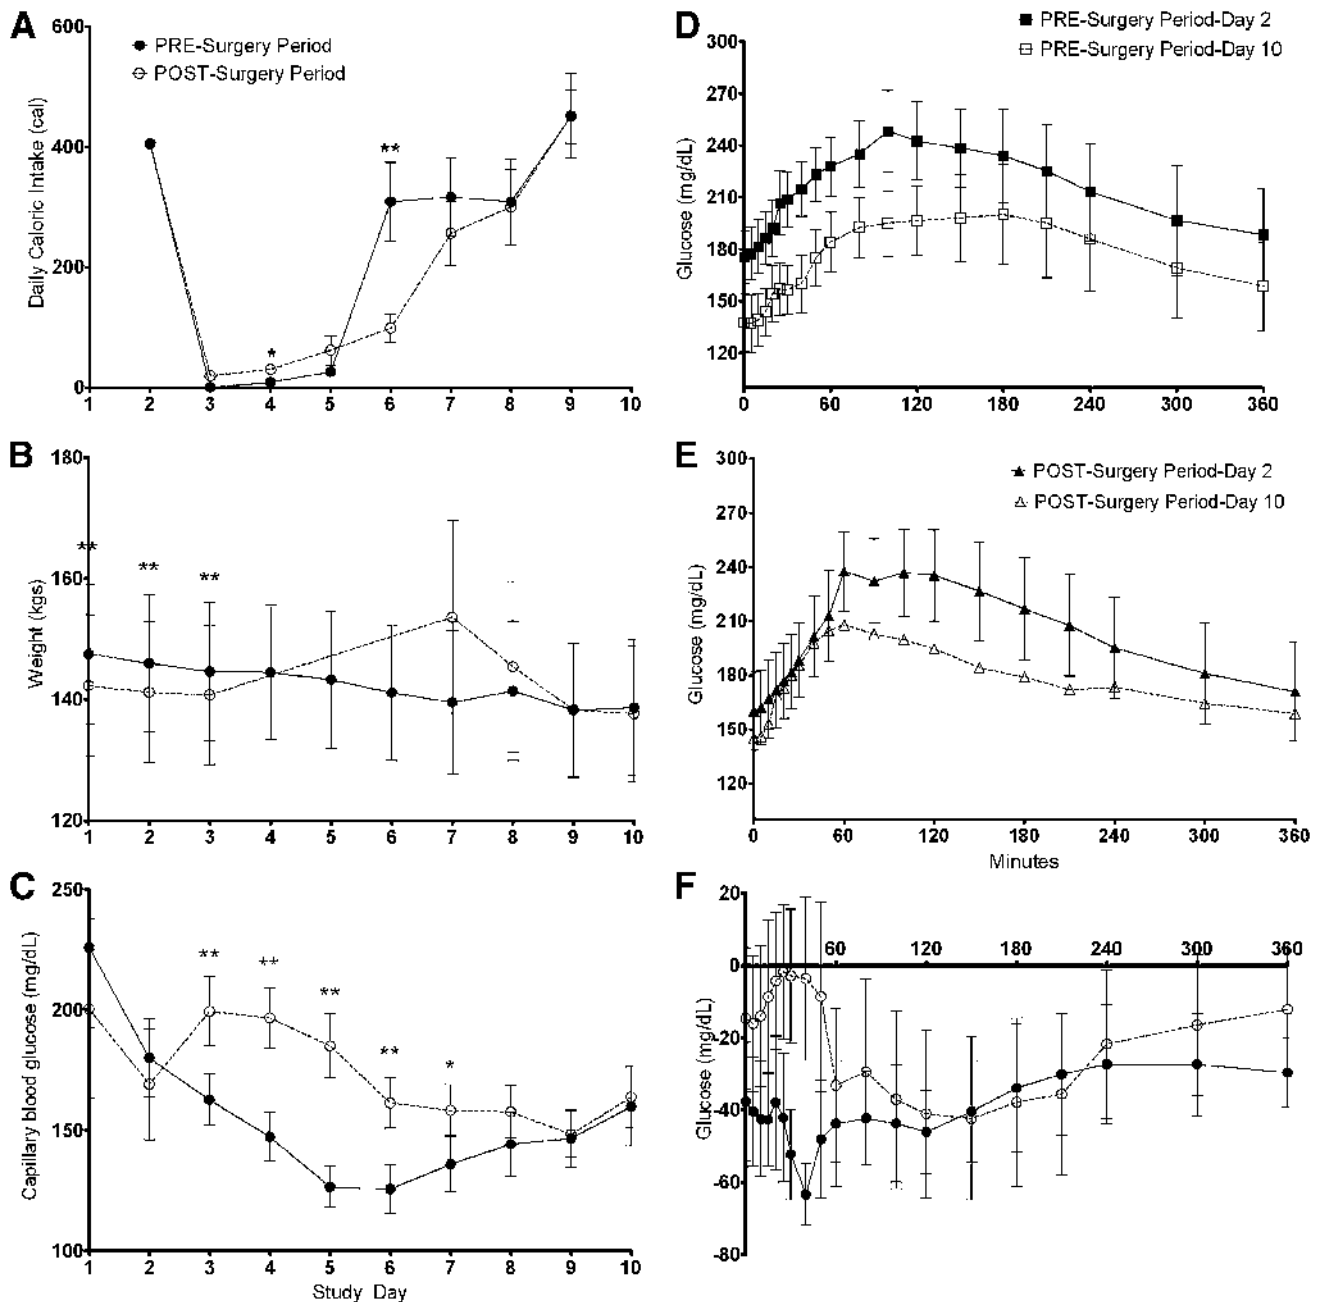 A
600
PRE-Surgery Period
POST-Surgery Period
Daily Caloric Intake (cal)
400
**
200
*
0
1 2 3 4 5 6 7 8 9 10
B
180
**
**
**
160
Weight (kgs)
140
120
1 2 3 4 5 6 7 8 9 10
C
250
Capillary blood glucose (mg/dL)
**
**
**
**
*
200
150
100
1 2 3 4 5 6 7 8 9 10
Study Day
D
PRE-Surgery Period-Day 2
PRE-Surgery Period-Day 10
300
270
240
210
180
150
120
Glucose (mg/dL)
0 60 120 180 240 300 360
E
POST-Surgery Period-Day 2
POST-Surgery Period-Day 10
300
270
240
210
180
150
120
Glucose (mg/dL)
0 60 120 180 240 300 360
Minutes
F
20
60 120 180 240 300 360
0
-20
-40
-60
-80
Glucose (mg/dL)